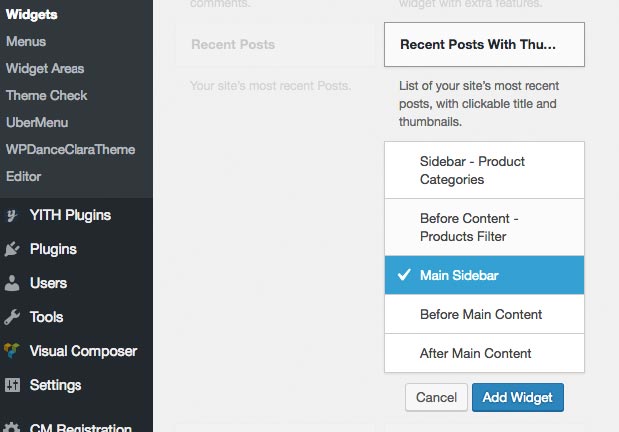 Widgets
Menus
Widget Areas
Theme Check
UberMenu
WPDanceClaraTheme
Editor
YITH Plugins
Plugins
Users
Tools
Visual Composer
Settings
CM Registration
comments.
Recent Posts
Your site's most recent Posts.
widget with extra features.
Recent Posts With Thu...
List of your site's most recent
posts, with clickable title and
thumbnails.
Sidebar - Product
Categories
Before Content -
Products Filter
Main Sidebar
Before Main Content
After Main Content
Cancel
Add Widget